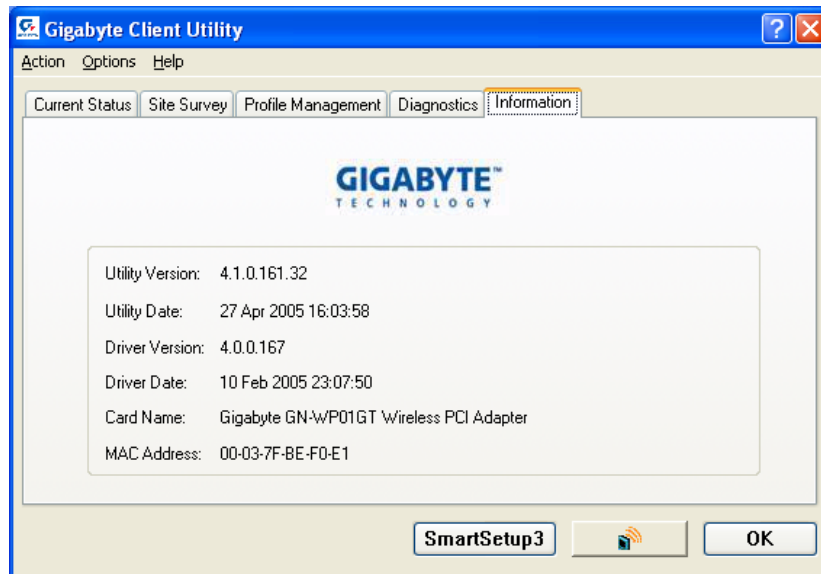 Gigabyte Client Utility
Action Options Help
Current Status Site Survey Profile Management Diagnostics Information
GIGABYTE™
TECHNOLOGY
Utility Version: 4.1.0.161.32
Utility Date: 27 Apr 2005 16:03:58
Driver Version: 4.0.0.167
Driver Date: 10 Feb 2005 23:07:50
Card Name: Gigabyte GN-WP01GT Wireless PCI Adapter
MAC Address: 00-03-7F-BE-F0-E1
SmartSetup3 OK